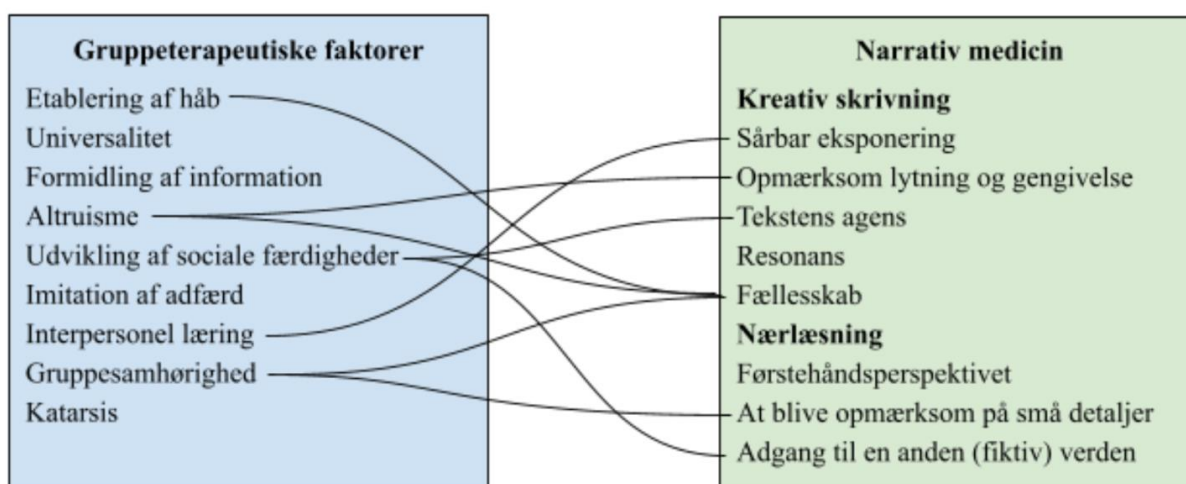 Gruppeterapeutiske faktorer
Etablering af håb
Universalitet
Formidling af information
Altruisme
Udvikling af sociale færdigheder
Imitation af adfærd
Interpersonel læring
Gruppesamhørighed
Katarsis
Narrativ medicin
Kreativ skrivning
Sårbar eksponering
Opmærksom lytning og gengivelse
Tekstens agens
Resonans
Fællesskab
Nærlæsning
Førstehåndsperspektivet
At blive opmærksom på små detaljer
Adgang til en anden (fiktiv) verden